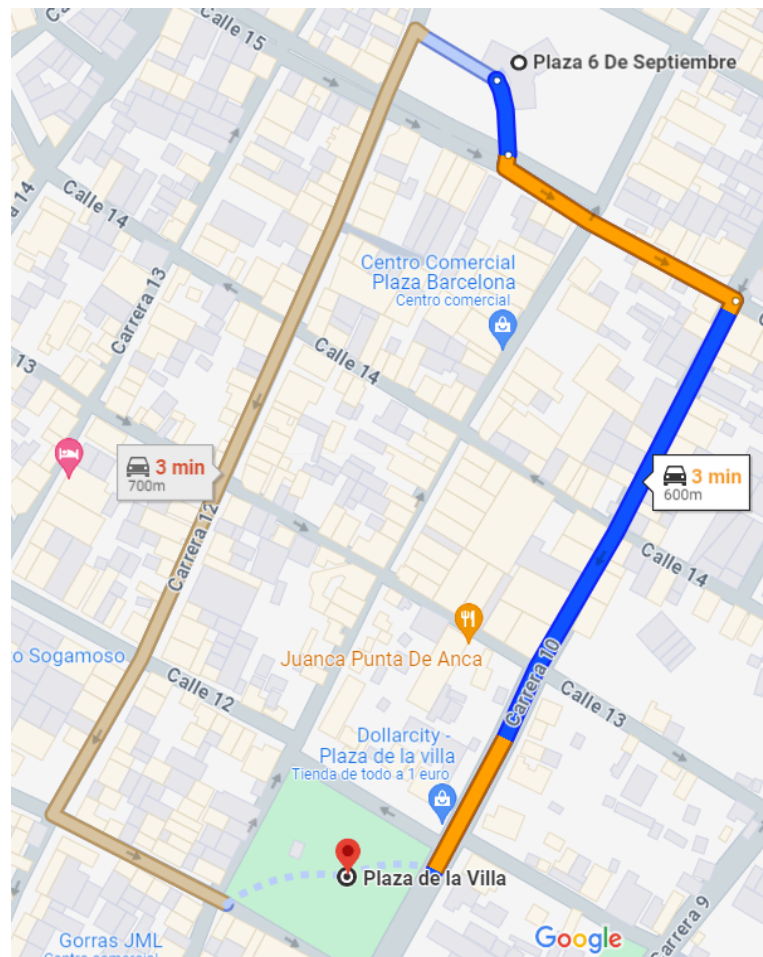 Calle 15
Plaza 6 De Septiembre
14
Calle 14
Carrera 13
Centro Comercial
Plaza Barcelona
Centro comercial
Calle 14
13
3 min
700m
3 min
600m
Carrera 12
Calle 14
Carrera 10
o Sogamoso
Juanca Punta De Anca
Calle 12
Calle 13
Dollarcity -
Plaza de la villa
Tienda de todo a 1 euro
Plaza de la Villa
Carrera 9
Gorras JML
Centro comercial
Google